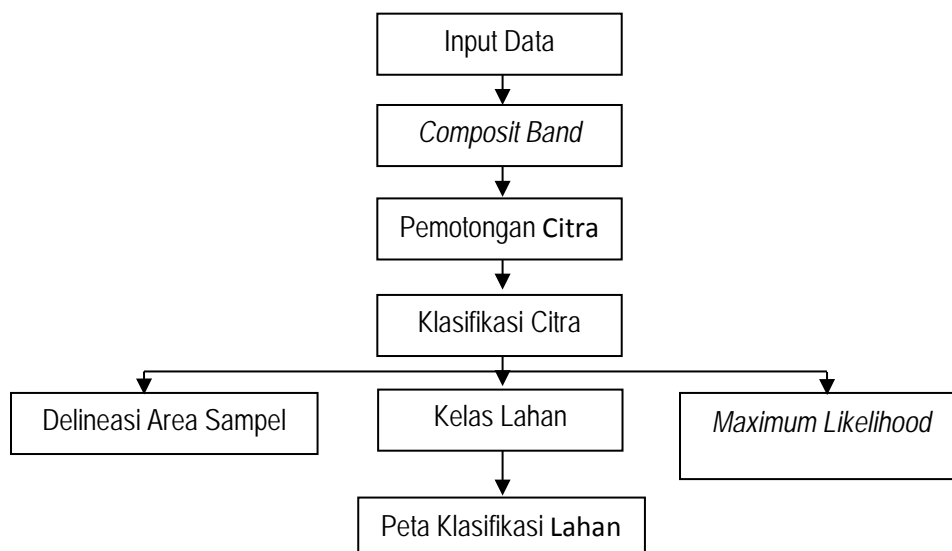 Input Data
Composit Band
Pemotongan Citra
Klasifikasi Citra
Delineasi Area Sampel
Kelas Lahan
Maximum Likelihood
Peta Klasifikasi Lahan